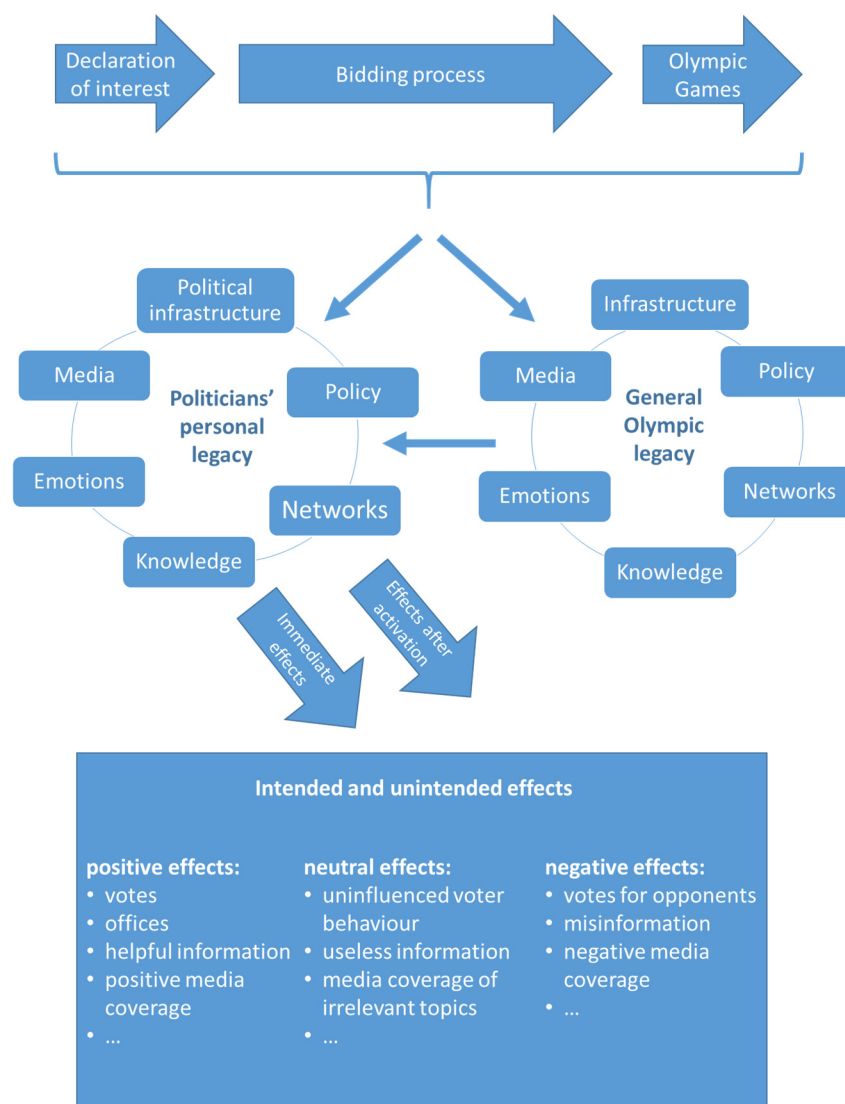 Declaration
of interest
Bidding process
Olympic
Games
Political
infrastructure
Media
Policy
Politicians’
personal
legacy
Emotions
Networks
Knowledge
Infrastructure
Media
Policy
General
Olympic
legacy
Emotions
Networks
Knowledge
Immediate
effects
Effects after
activation
Intended and unintended effects
positive effects:
• votes
• offices
• helpful information
• positive media
coverage
• …
neutral effects:
• uninfluenced voter
behaviour
• useless information
• media coverage of
irrelevant topics
• …
negative effects:
• votes for opponents
• misinformation
• negative media
coverage
• …